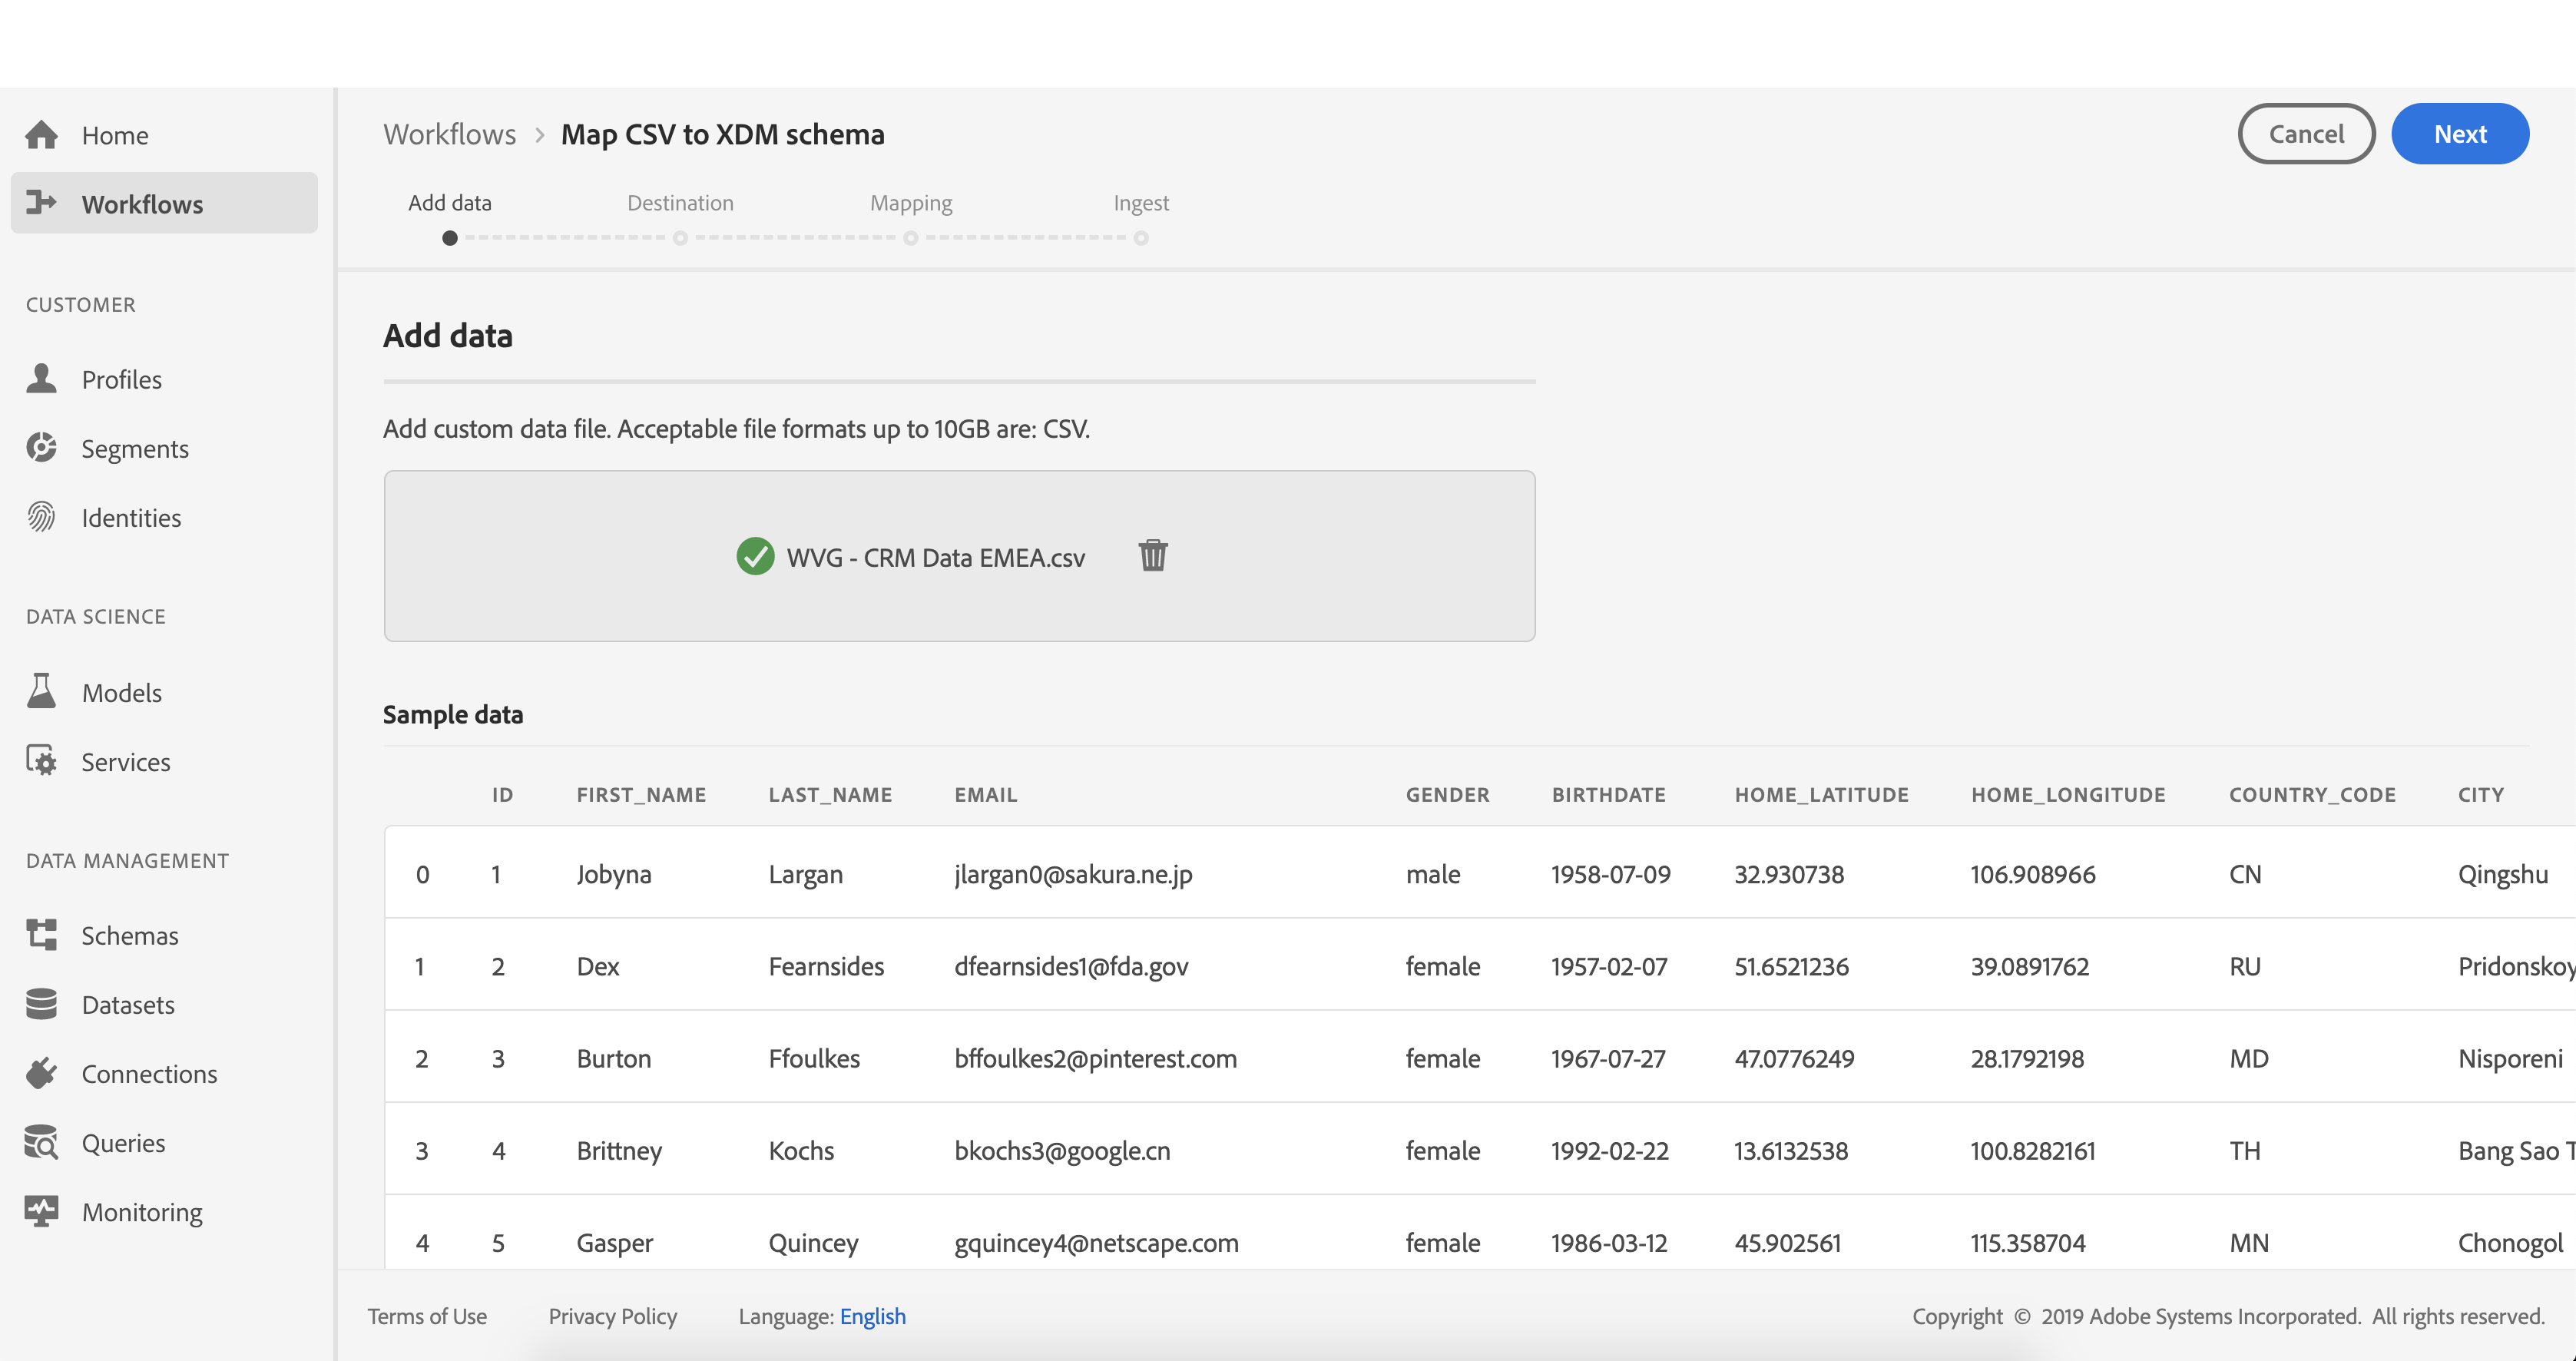 Home
Workflows
CUSTOMER
Profiles
Segments
Identities
DATA SCIENCE
Models
Services
DATA MANAGEMENT
Schemas
Datasets
Connections
Queries
Monitoring
Workflows > Map CSV to XDM schema
Cancel Next
Add data Destination Mapping Ingest
Add data
Add custom data file. Acceptable file formats up to 10GB are: CSV.
WVG - CRM Data EMEA.csv
Sample data
ID FIRST_NAME LAST_NAME EMAIL GENDER BIRTHDATE HOME_LATITUDE HOME_LONGITUDE COUNTRY_CODE CITY
0 1 Jobyna Largan jlargan0@sakura.ne.jp male 1958-07-09 32.930738 106.908966 CN Qingshu
1 2 Dex Fearnsides dfearnsides1@fda.gov female 1957-02-07 51.6521236 39.0891762 RU Pridonskoy
2 3 Burton Ffoulkes bffoulkes2@pinterest.com female 1967-07-27 47.0776249 28.1792198 MD Nisporeni
3 4 Brittney Kochs bkochs3@google.cn female 1992-02-22 13.6132538 100.8282161 TH Bang Sao T
4 5 Gasper Quincey gquincey4@netscape.com female 1986-03-12 45.902561 115.358704 MN Chonogol
Terms of Use Privacy Policy Language: English Copyright © 2019 Adobe Systems Incorporated. All rights reserved.